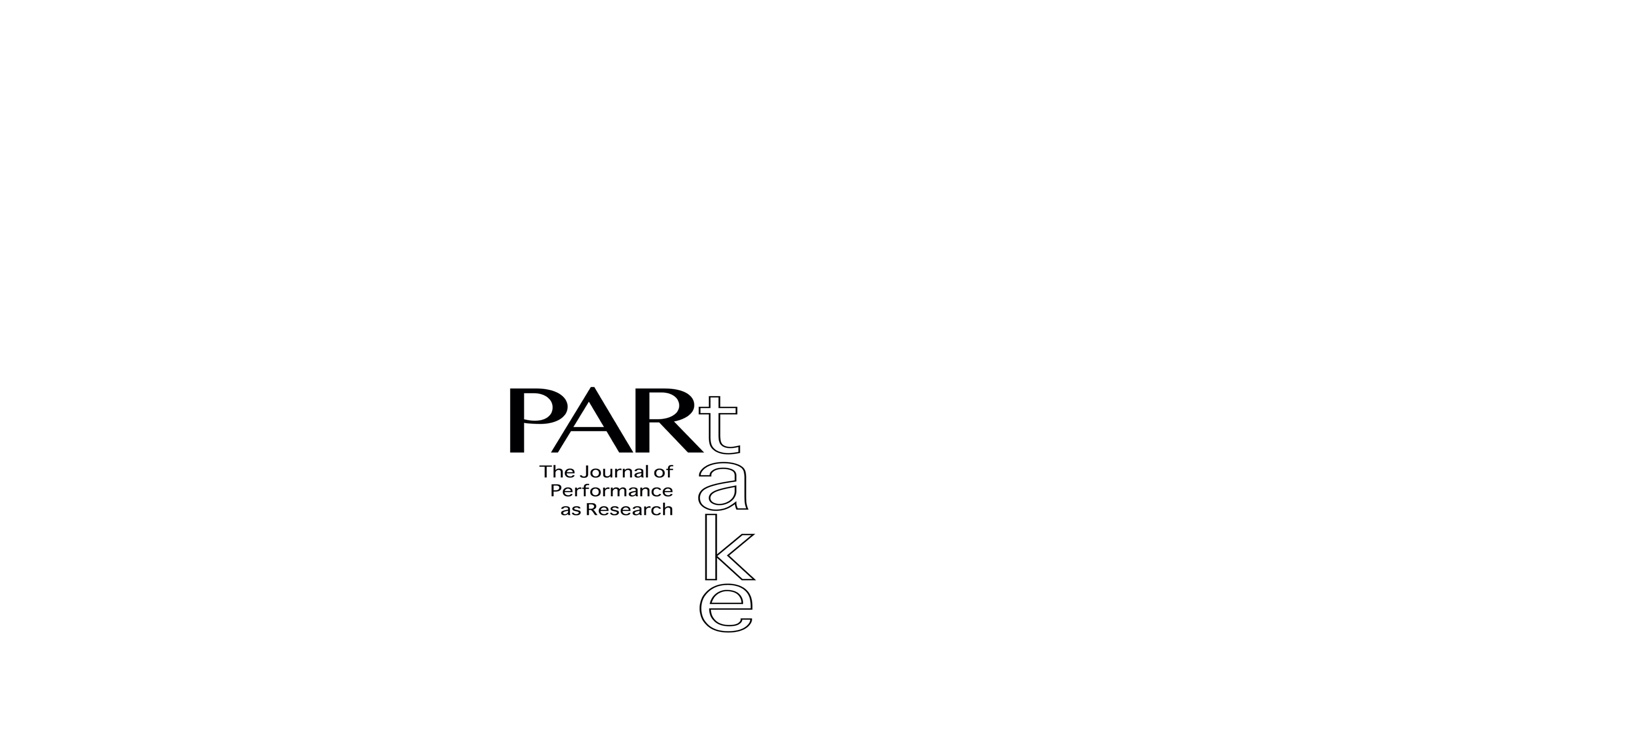 PARtake
The Journal of
Performance
as Research